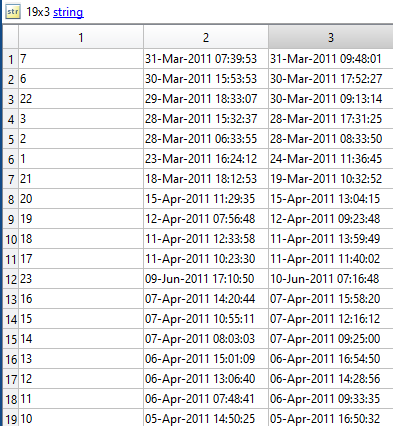 str 19x3 string
1 2 3
1 7 31-Mar-2011 07:39:53 31-Mar-2011 09:48:01
2 6 30-Mar-2011 15:53:53 30-Mar-2011 17:52:27
3 22 29-Mar-2011 18:33:07 30-Mar-2011 09:13:14
4 3 28-Mar-2011 15:32:37 28-Mar-2011 17:31:25
5 2 28-Mar-2011 06:33:55 28-Mar-2011 08:33:50
6 1 23-Mar-2011 16:24:12 24-Mar-2011 11:36:45
7 21 18-Mar-2011 18:12:53 19-Mar-2011 10:32:52
8 20 15-Apr-2011 11:29:35 15-Apr-2011 13:04:15
9 19 12-Apr-2011 07:56:48 12-Apr-2011 09:23:48
10 18 11-Apr-2011 12:33:58 11-Apr-2011 13:59:49
11 17 11-Apr-2011 10:23:30 11-Apr-2011 11:40:02
12 23 09-Jun-2011 17:10:50 10-Jun-2011 07:16:48
13 16 07-Apr-2011 14:20:44 07-Apr-2011 15:58:20
14 15 07-Apr-2011 10:55:11 07-Apr-2011 12:16:12
15 14 07-Apr-2011 08:03:03 07-Apr-2011 09:25:00
16 13 06-Apr-2011 15:01:09 06-Apr-2011 16:54:50
17 12 06-Apr-2011 13:06:40 06-Apr-2011 14:28:56
18 11 06-Apr-2011 07:48:41 06-Apr-2011 09:33:35
19 10 05-Apr-2011 14:50:25 05-Apr-2011 16:50:32